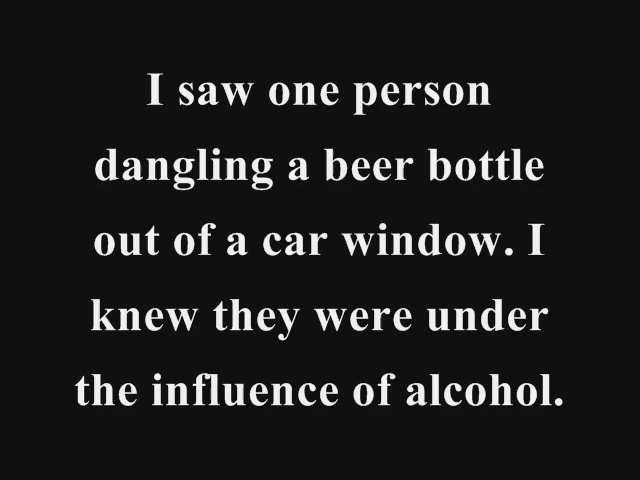 I saw one person
dangling a beer bottle
out of a car window. I
knew they were under
the influence of alcohol.